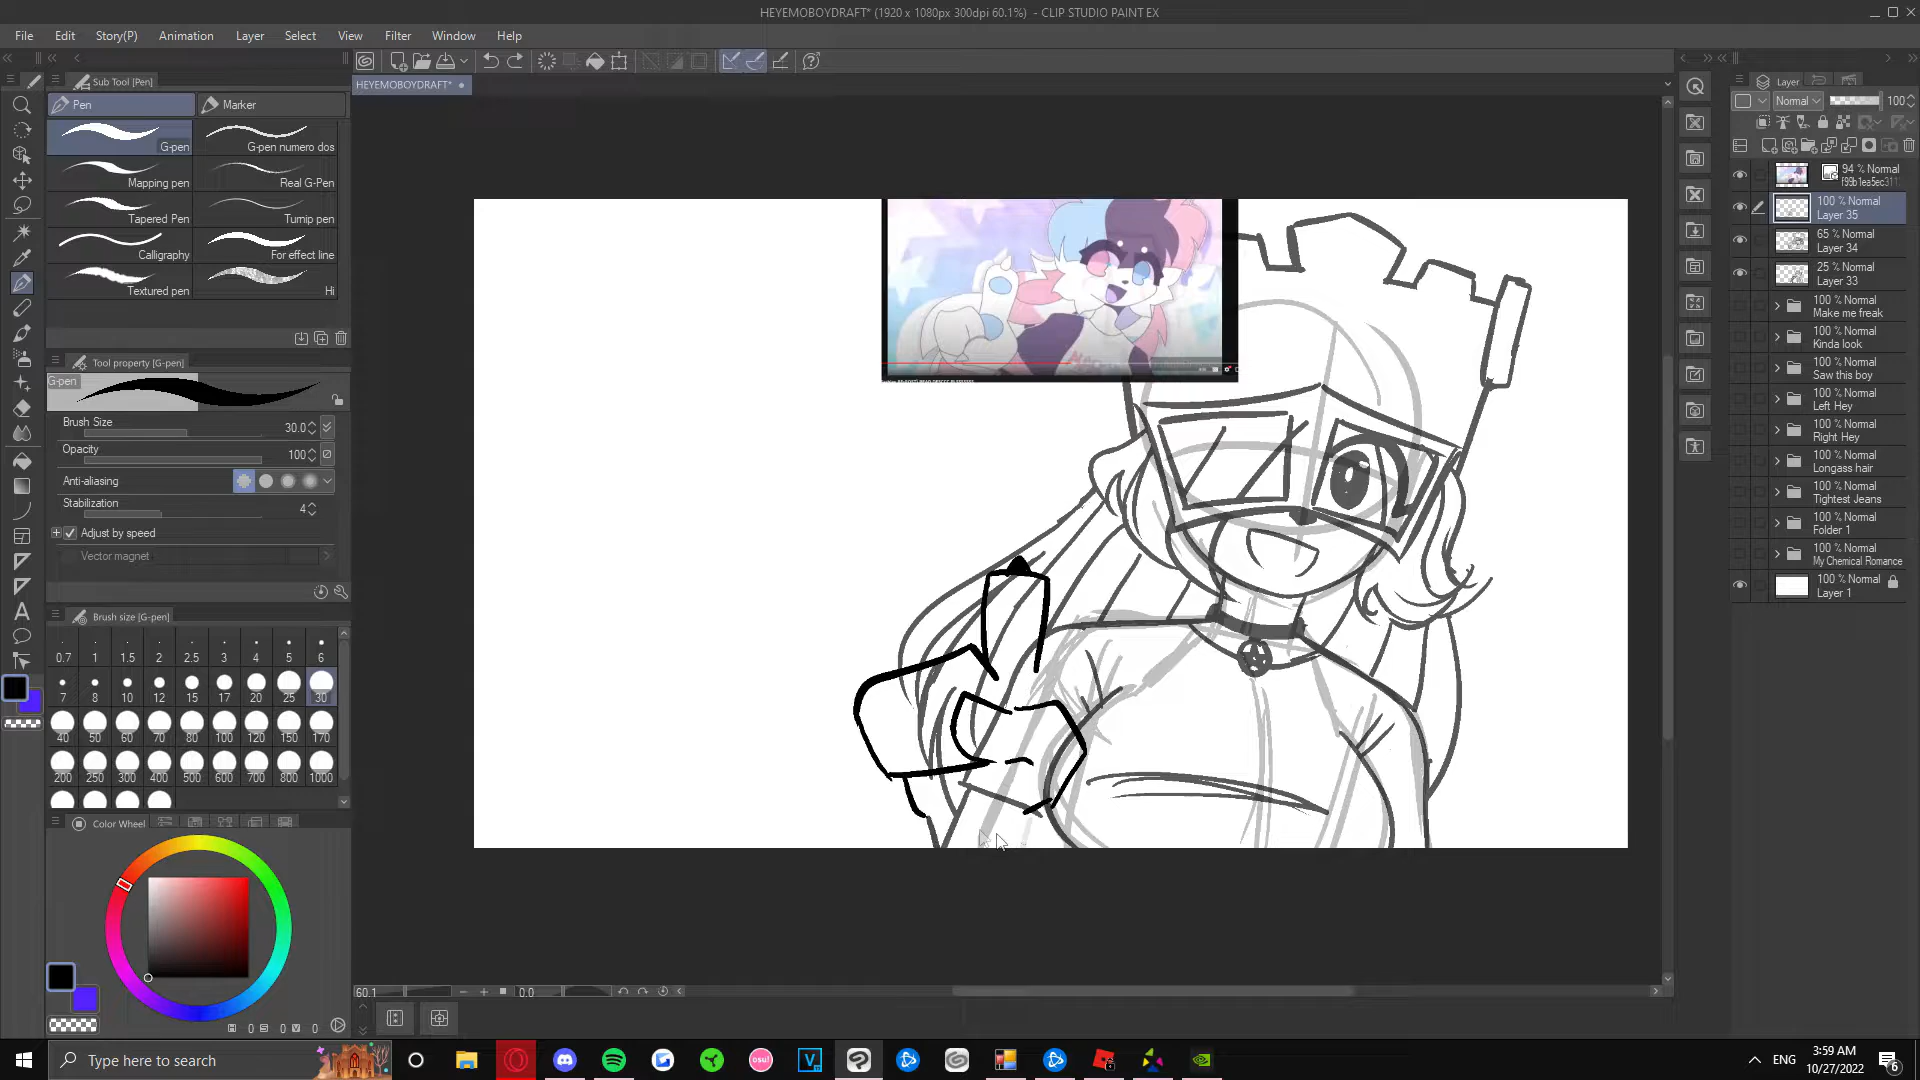 HEYEMOBOYDRAFT* (1920 x 1080px 300dpi 60.1%) - CLIP STUDIO PAINT EX
File Edit Story(P) Animation Layer Select View Filter Window Help
Sub Tool [Pen]
HEYEMOBOYDRAFT*
Layer
Pen Marker
Normal 100
G-pen G-pen numero dos
Mapping pen Real G-Pen
Tapered Pen Turnip pen
Calligraphy For effect line
Textured pen Hi
94 % Normal
f99b1ea5ec311
100 % Normal
Layer 35
65 % Normal
Layer 34
25 % Normal
Layer 33
100 % Normal
Make me freak
100 % Normal
Kinda look
100 % Normal
Saw this boy
100 % Normal
Left Hey
100 % Normal
Right Hey
100 % Normal
Longass hair
100 % Normal
Tightest Jeans
100 % Normal
Folder 1
100 % Normal
My Chemical Romance
100 % Normal
Layer 1
Tool property [G-pen]
G-pen
Brush Size 30.0
Opacity 100
Anti-aliasing
Stabilization 4
Adjust by speed
Vector magnet
Brush size [G-pen]
0.7 1 1.5 2 2.5 3 4 5 6
7 8 10 12 15 17 20 25 30
40 50 60 70 80 100 120 150 170
200 250 300 400 500 600 700 800 1000
Color Wheel
H 0 S 0 V 0
60.1 0.0
Type here to search
osu!
ENG
3:59 AM
10/27/2022
6